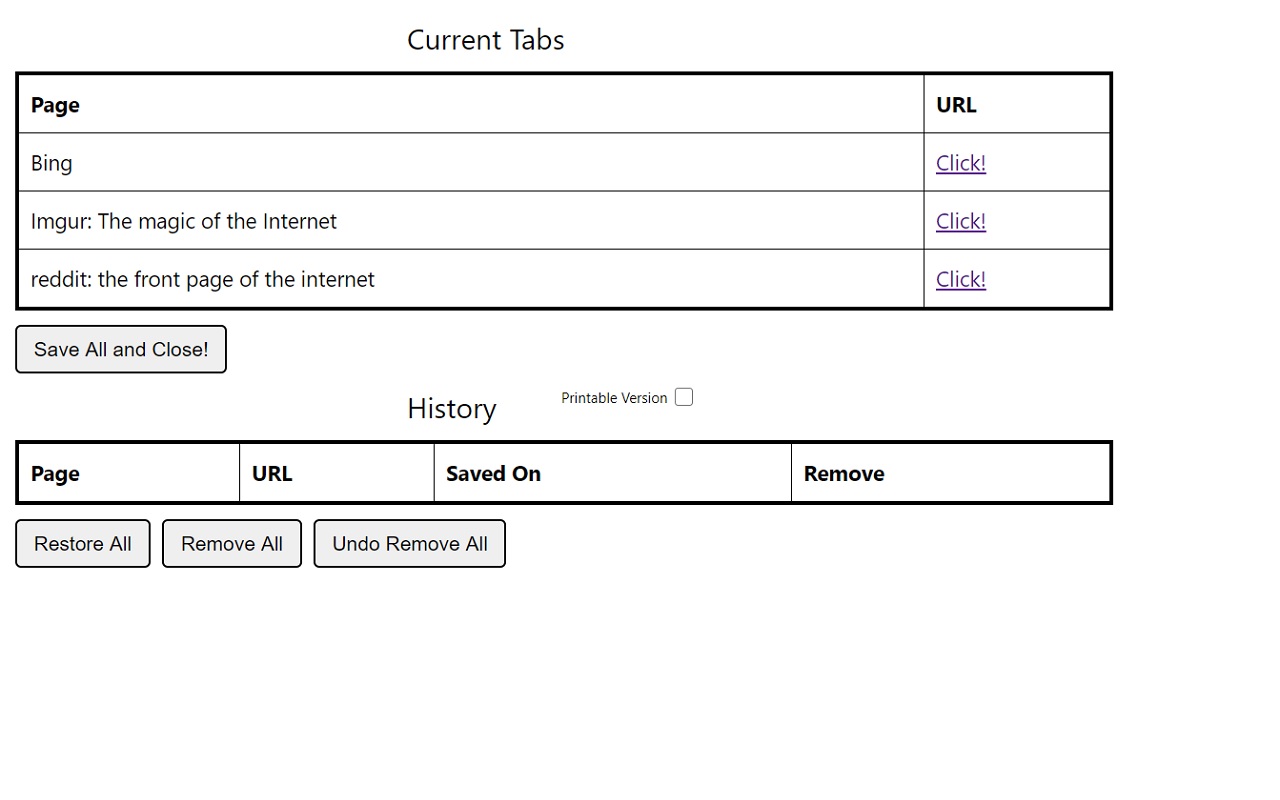 Current Tabs
Page URL
Bing Click!
Imgur: The magic of the Internet Click!
reddit: the front page of the internet Click!
Save All and Close!
History Printable Version
Page URL Saved On Remove
Restore All Remove All Undo Remove All